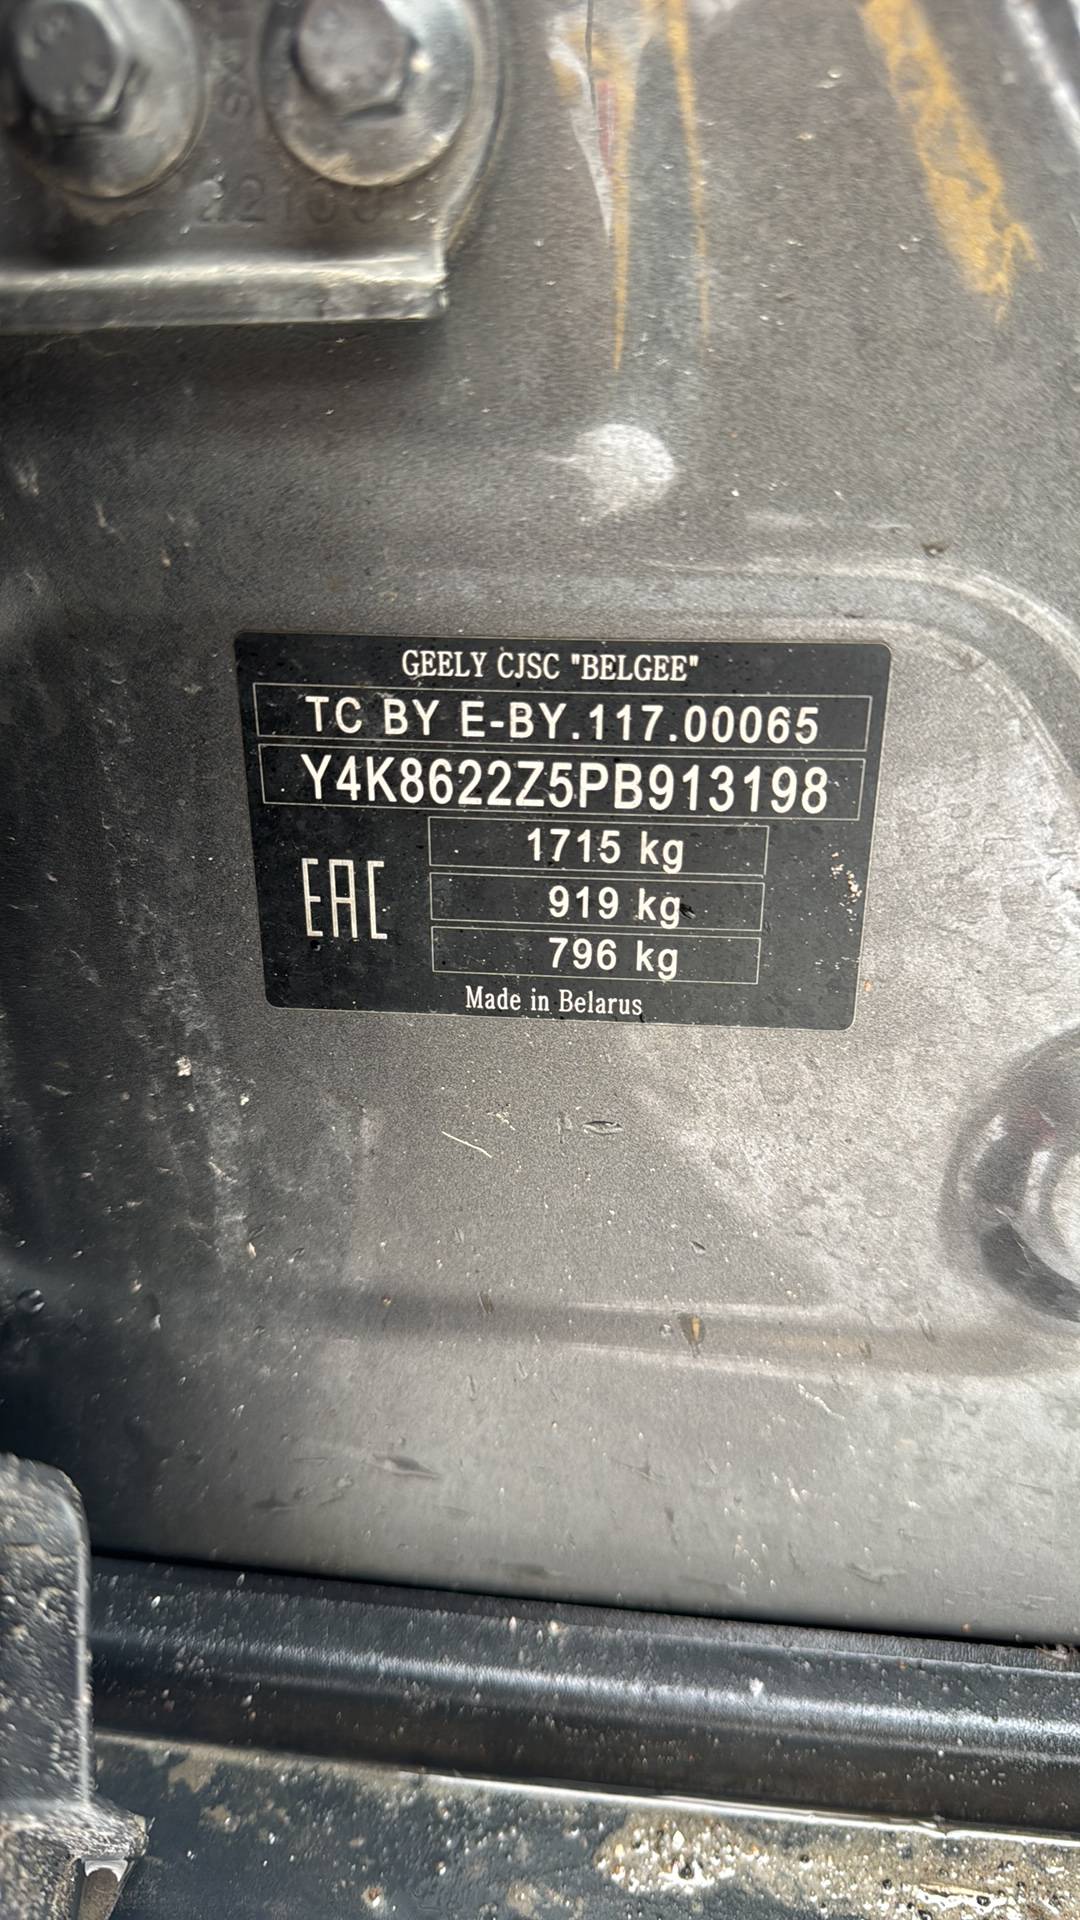 22100
GEELY CJSC "BELGEE"
TC BY E-BY.117.00065
Y4K8622Z5PB913198
1715 kg
919 kg
EAC
796 kg
Made in Belarus